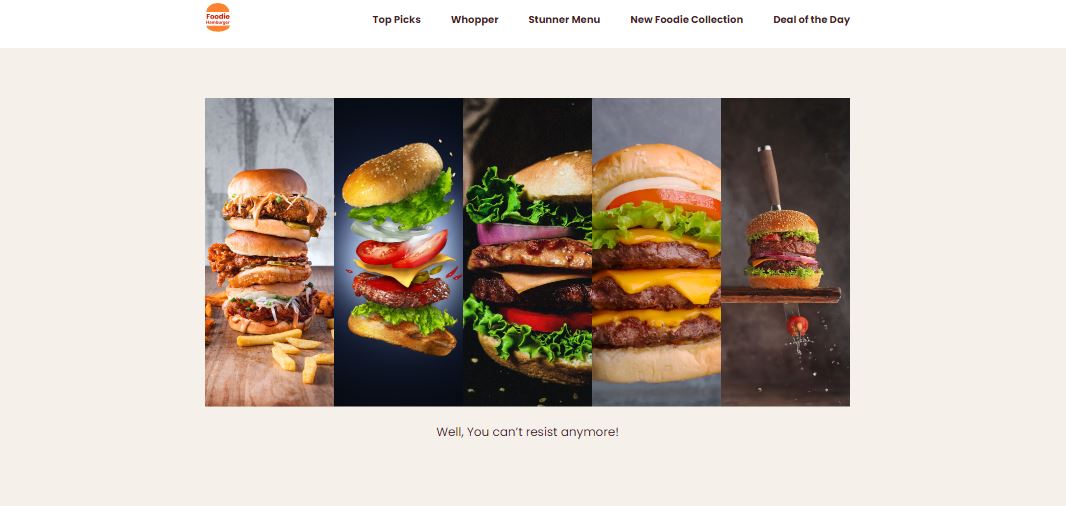 Foodie
Hamburger
Top Picks Whopper Stunner Menu New Foodie Collection Deal of the Day
Well, You can't resist anymore!